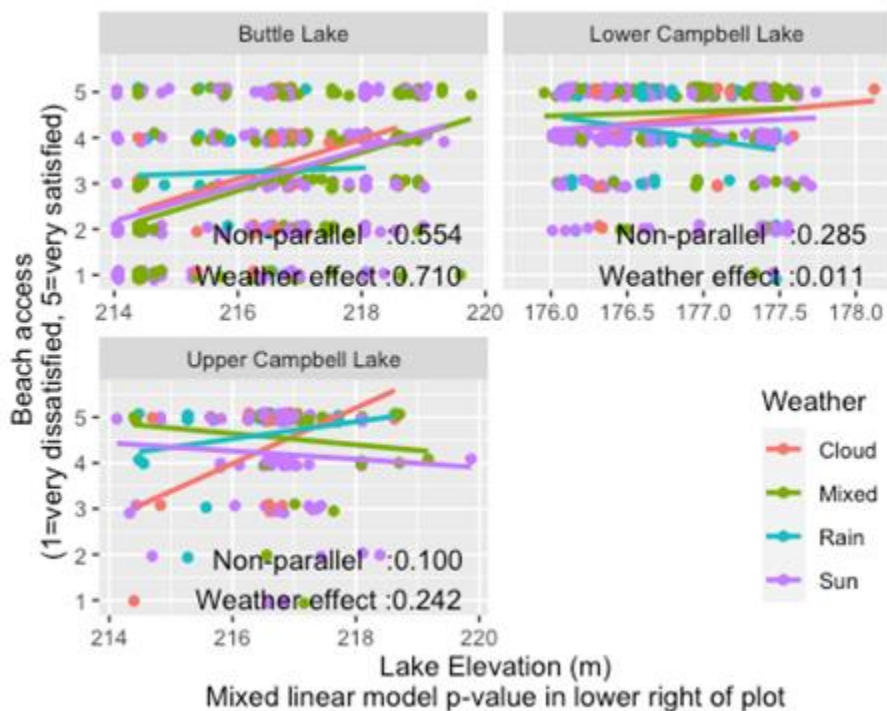 Buttle Lake
Lower Campbell Lake
5
4
3
2
1
Non-parallel :0.554
Weather effect :0.710
214
216
218
220
Non-parallel :0.285
Weather effect :0.011
176.0
176.5
177.0
177.5
178.0
Beach access
(1=very dissatisfied, 5=very satisfied)
Upper Campbell Lake
5
4
3
2
1
Non-parallel :0.100
Weather effect :0.242
214
216
218
220
Weather
Cloud
Mixed
Rain
Sun
Lake Elevation (m)
Mixed linear model p-value in lower right of plot